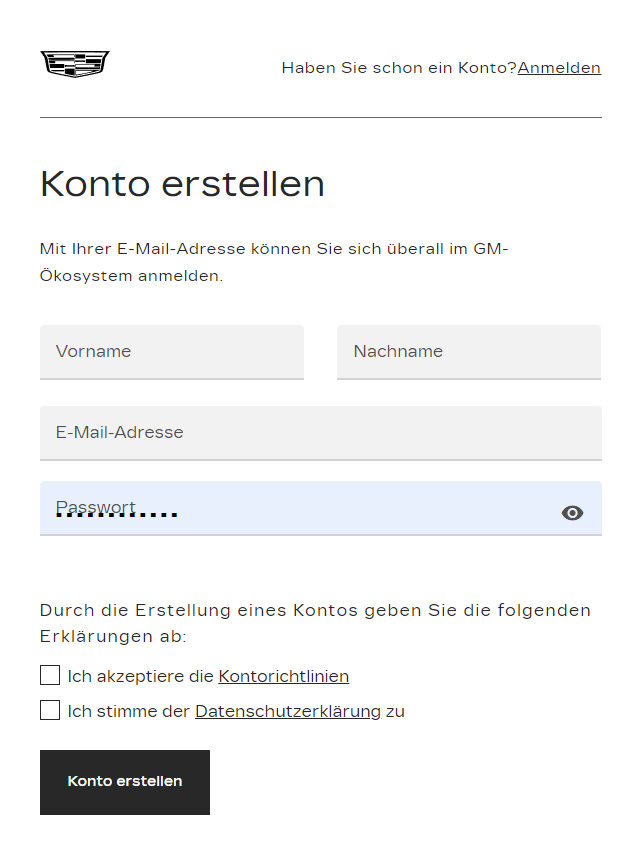 Haben Sie schon ein Konto?Anmelden
Konto erstellen
Mit Ihrer E-Mail-Adresse können Sie sich überall im GM-
Ökosystem anmelden.
Vorname
Nachname
E-Mail-Adresse
Passwort
Durch die Erstellung eines Kontos geben Sie die folgenden
Erklärungen ab:
Ich akzeptiere die Kontorichtlinien
Ich stimme der Datenschutzerklärung zu
Konto erstellen